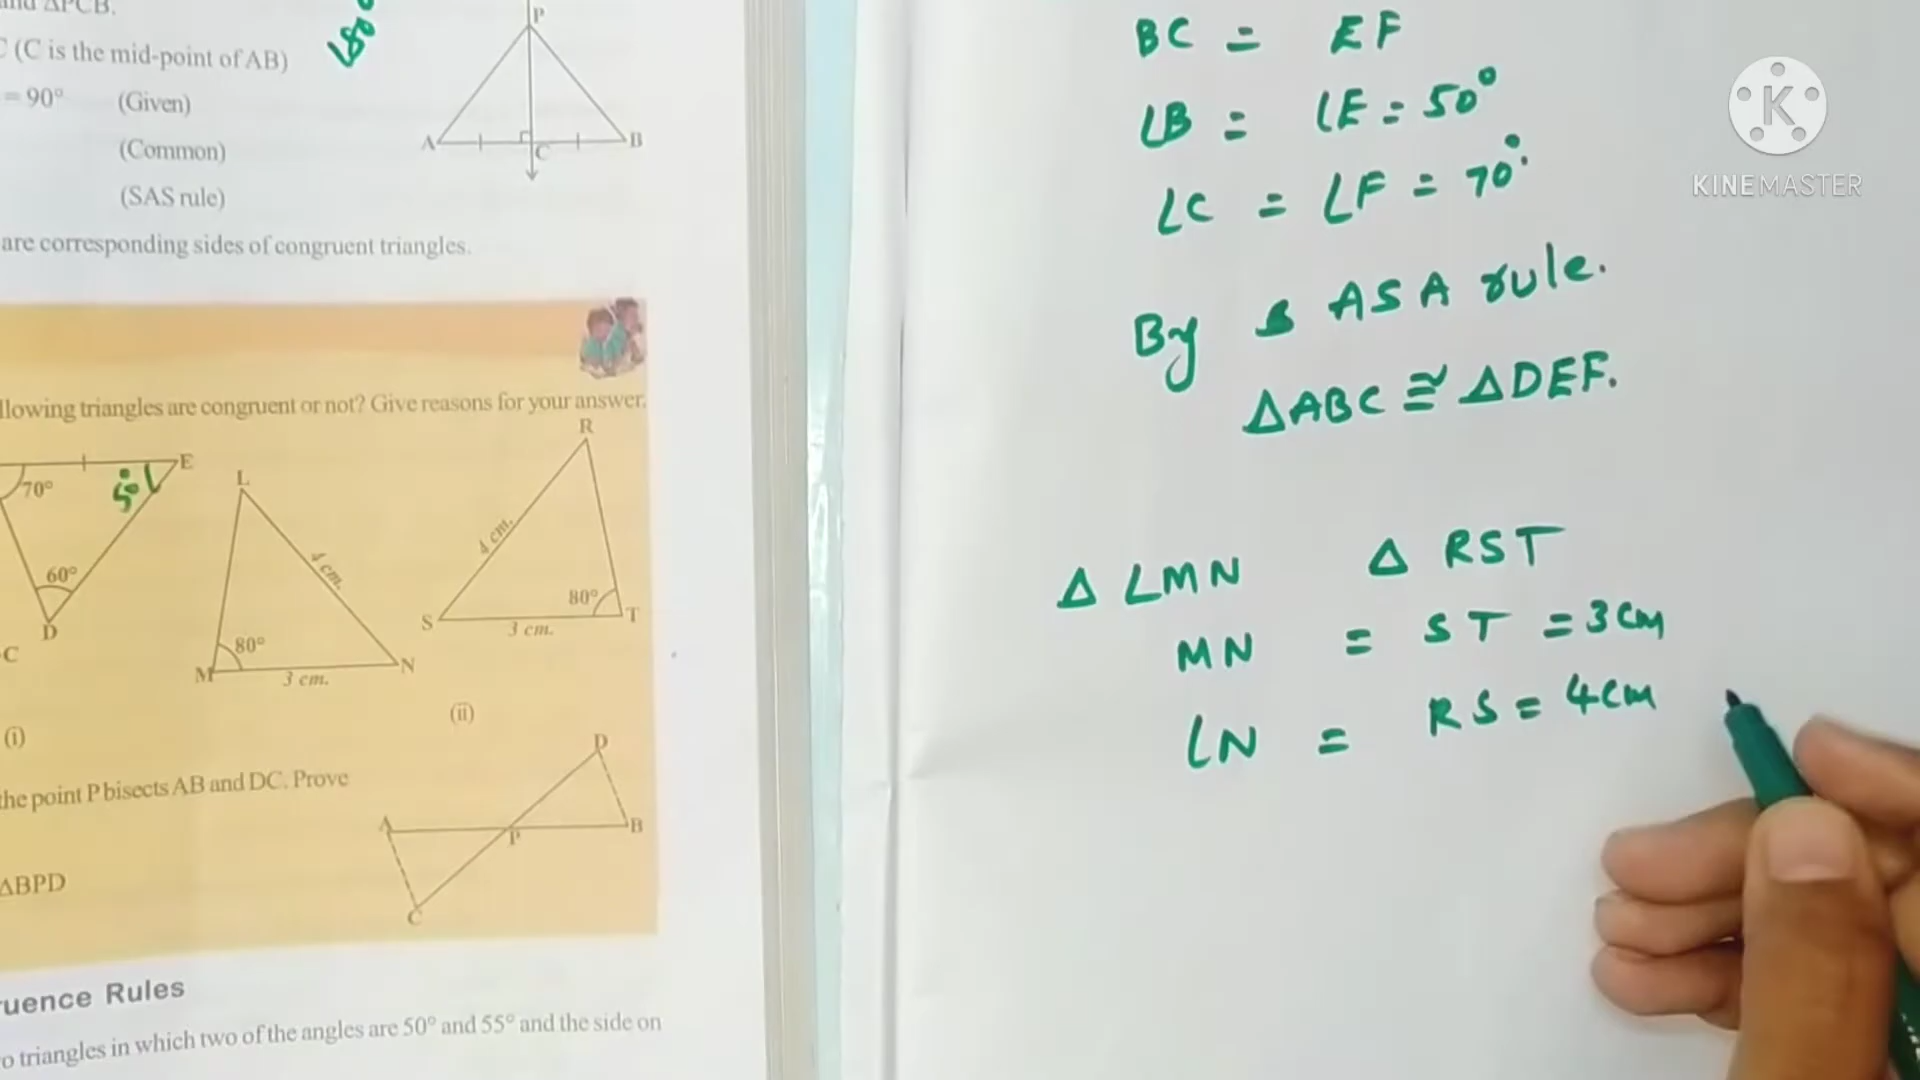 ΔPCB.
(C is the mid-point of AB)
= 90° (Given)
(Common)
(SAS rule)
are corresponding sides of congruent triangles.
180
P
A
C
B
llowing triangles are congruent or not? Give reasons for your answer.
70°
50
E
60°
D
C
(i)
L
4 cm.
80°
M
3 cm.
N
R
4 cm.
80°
S
3 cm.
T
(ii)
the point P bisects AB and DC. Prove
ΔBPD
A
P
B
C
D
uence Rules
o triangles in which two of the angles are 50° and 55° and the side on
BC = EF
∠B = ∠E = 50°
∠C = ∠F = 70°
By ASA rule.
ΔABC ≅ ΔDEF.
Δ LMN Δ RST
MN = ST = 3cm
LN = RS = 4cm
K
KINEMASTER